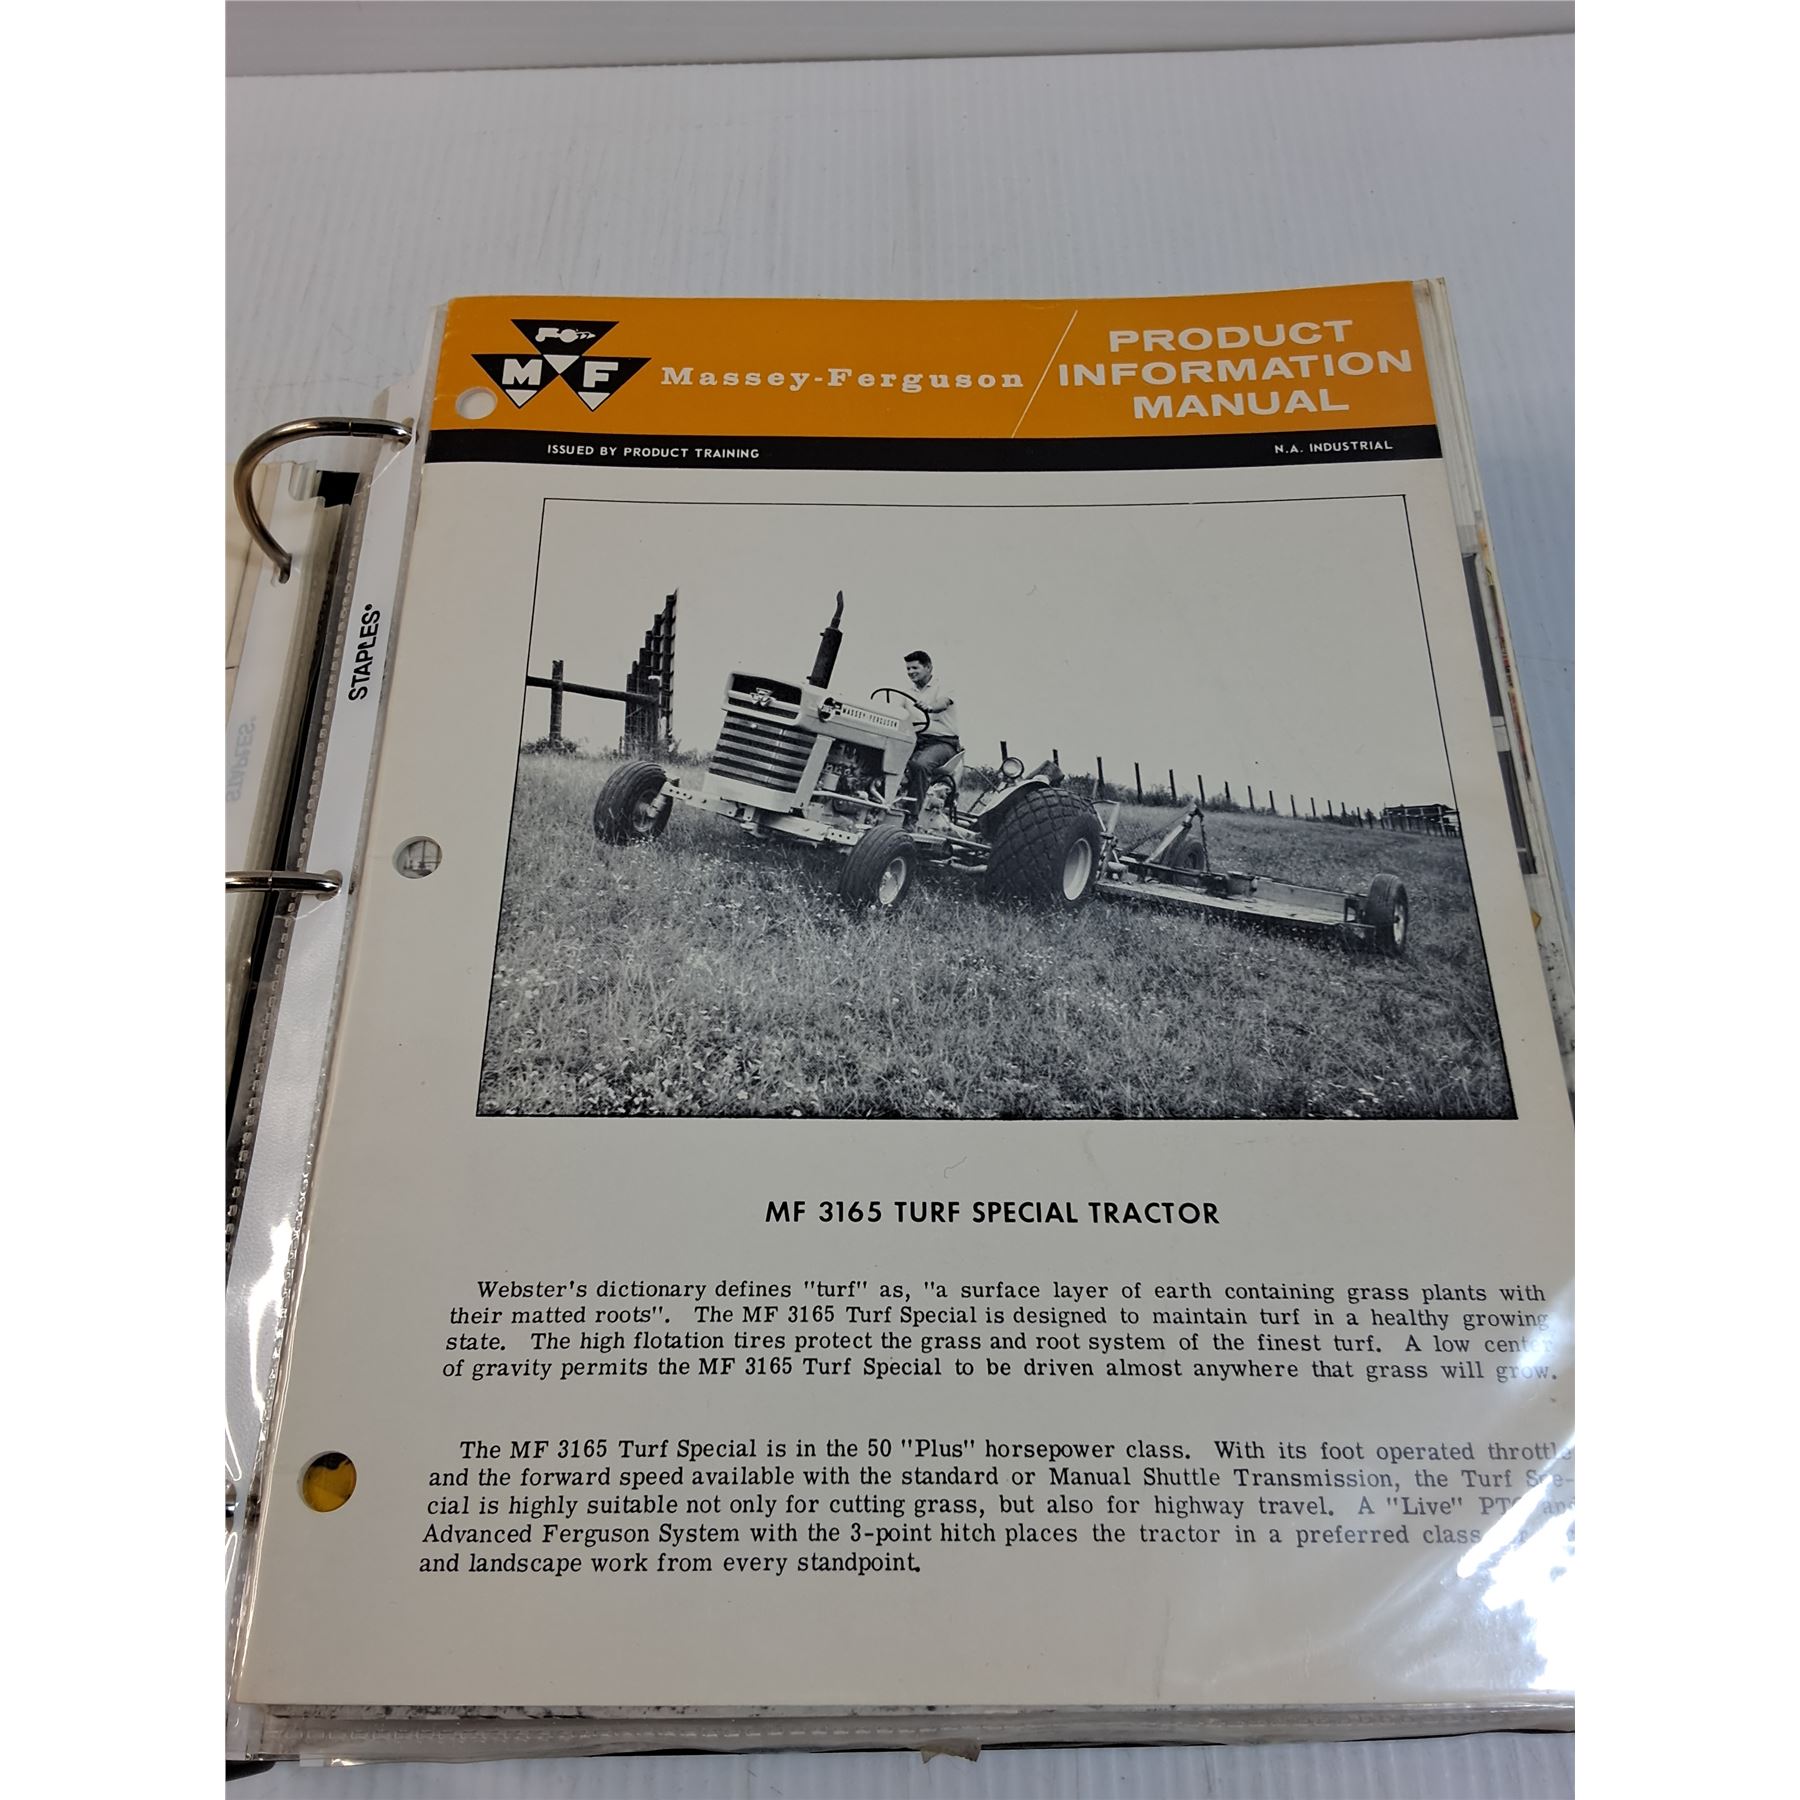 M F
Massey-Ferguson
PRODUCT
INFORMATION
MANUAL
ISSUED BY PRODUCT TRAINING
N.A. INDUSTRIAL
STAPLES
STAPLES
MASSEY-FERGUSON
MF 3165 TURF SPECIAL TRACTOR
Webster's dictionary defines "turf" as, "a surface layer of earth containing grass plants with
their matted roots". The MF 3165 Turf Special is designed to maintain turf in a healthy growing
state. The high flotation tires protect the grass and root system of the finest turf. A low center
of gravity permits the MF 3165 Turf Special to be driven almost anywhere that grass will grow.
The MF 3165 Turf Special is in the 50 "Plus" horsepower class. With its foot operated throttle
and the forward speed available with the standard or Manual Shuttle Transmission, the Turf Spe-
cial is highly suitable not only for cutting grass, but also for highway travel. A "Live" PTO and
Advanced Ferguson System with the 3-point hitch places the tractor in a preferred class
and landscape work from every standpoint.